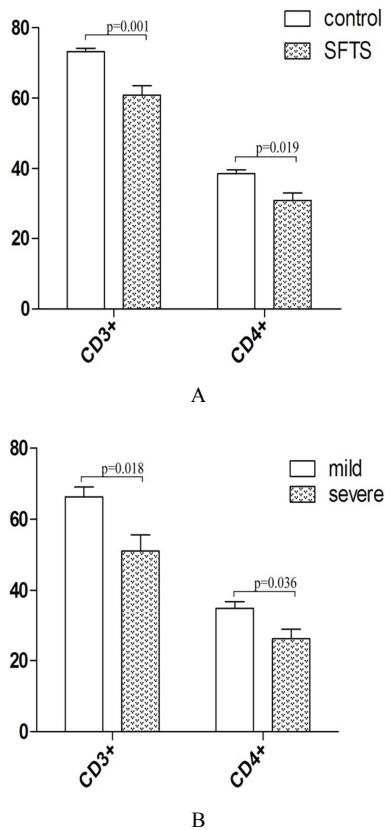 control
SFTS
80
60
40
20
0
p=0.001
p=0.019
CD3+
CD4+
A
mild
severe
80
60
40
20
0
p=0.018
p=0.036
CD3+
CD4+
B